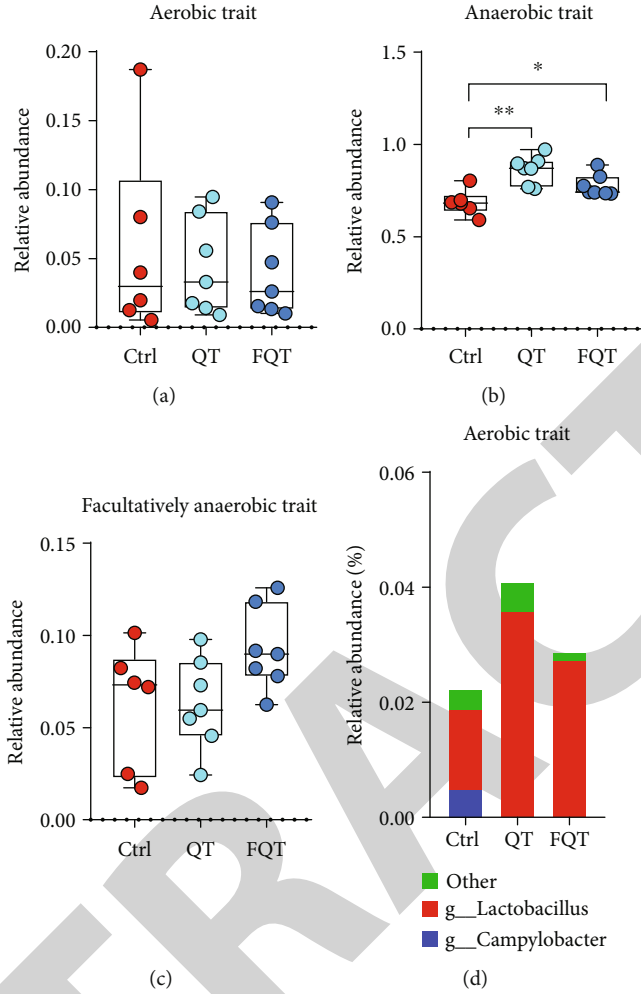 Aerobic trait
Relative abundance
0.20
0.15
0.10
0.05
0.00
Ctrl QT FQT
(a)
Anaerobic trait
Relative abundance
1.5
1.0
0.5
0.0
*
**
Ctrl QT FQT
(b)
Facultatively anaerobic trait
Relative abundance
0.15
0.10
0.05
0.00
Ctrl QT FQT
(c)
Aerobic trait
Relative abundance (%)
0.06
0.04
0.02
0.00
Ctrl QT FQT
Other
g__Lactobacillus
g__Campylobacter
(d)
TRACT